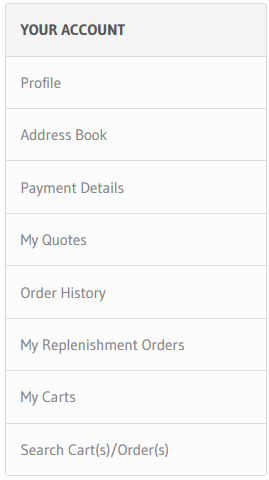 YOUR ACCOUNT
Profile
Address Book
Payment Details
My Quotes
Order History
My Replenishment Orders
My Carts
Search Cart(s)/Order(s)